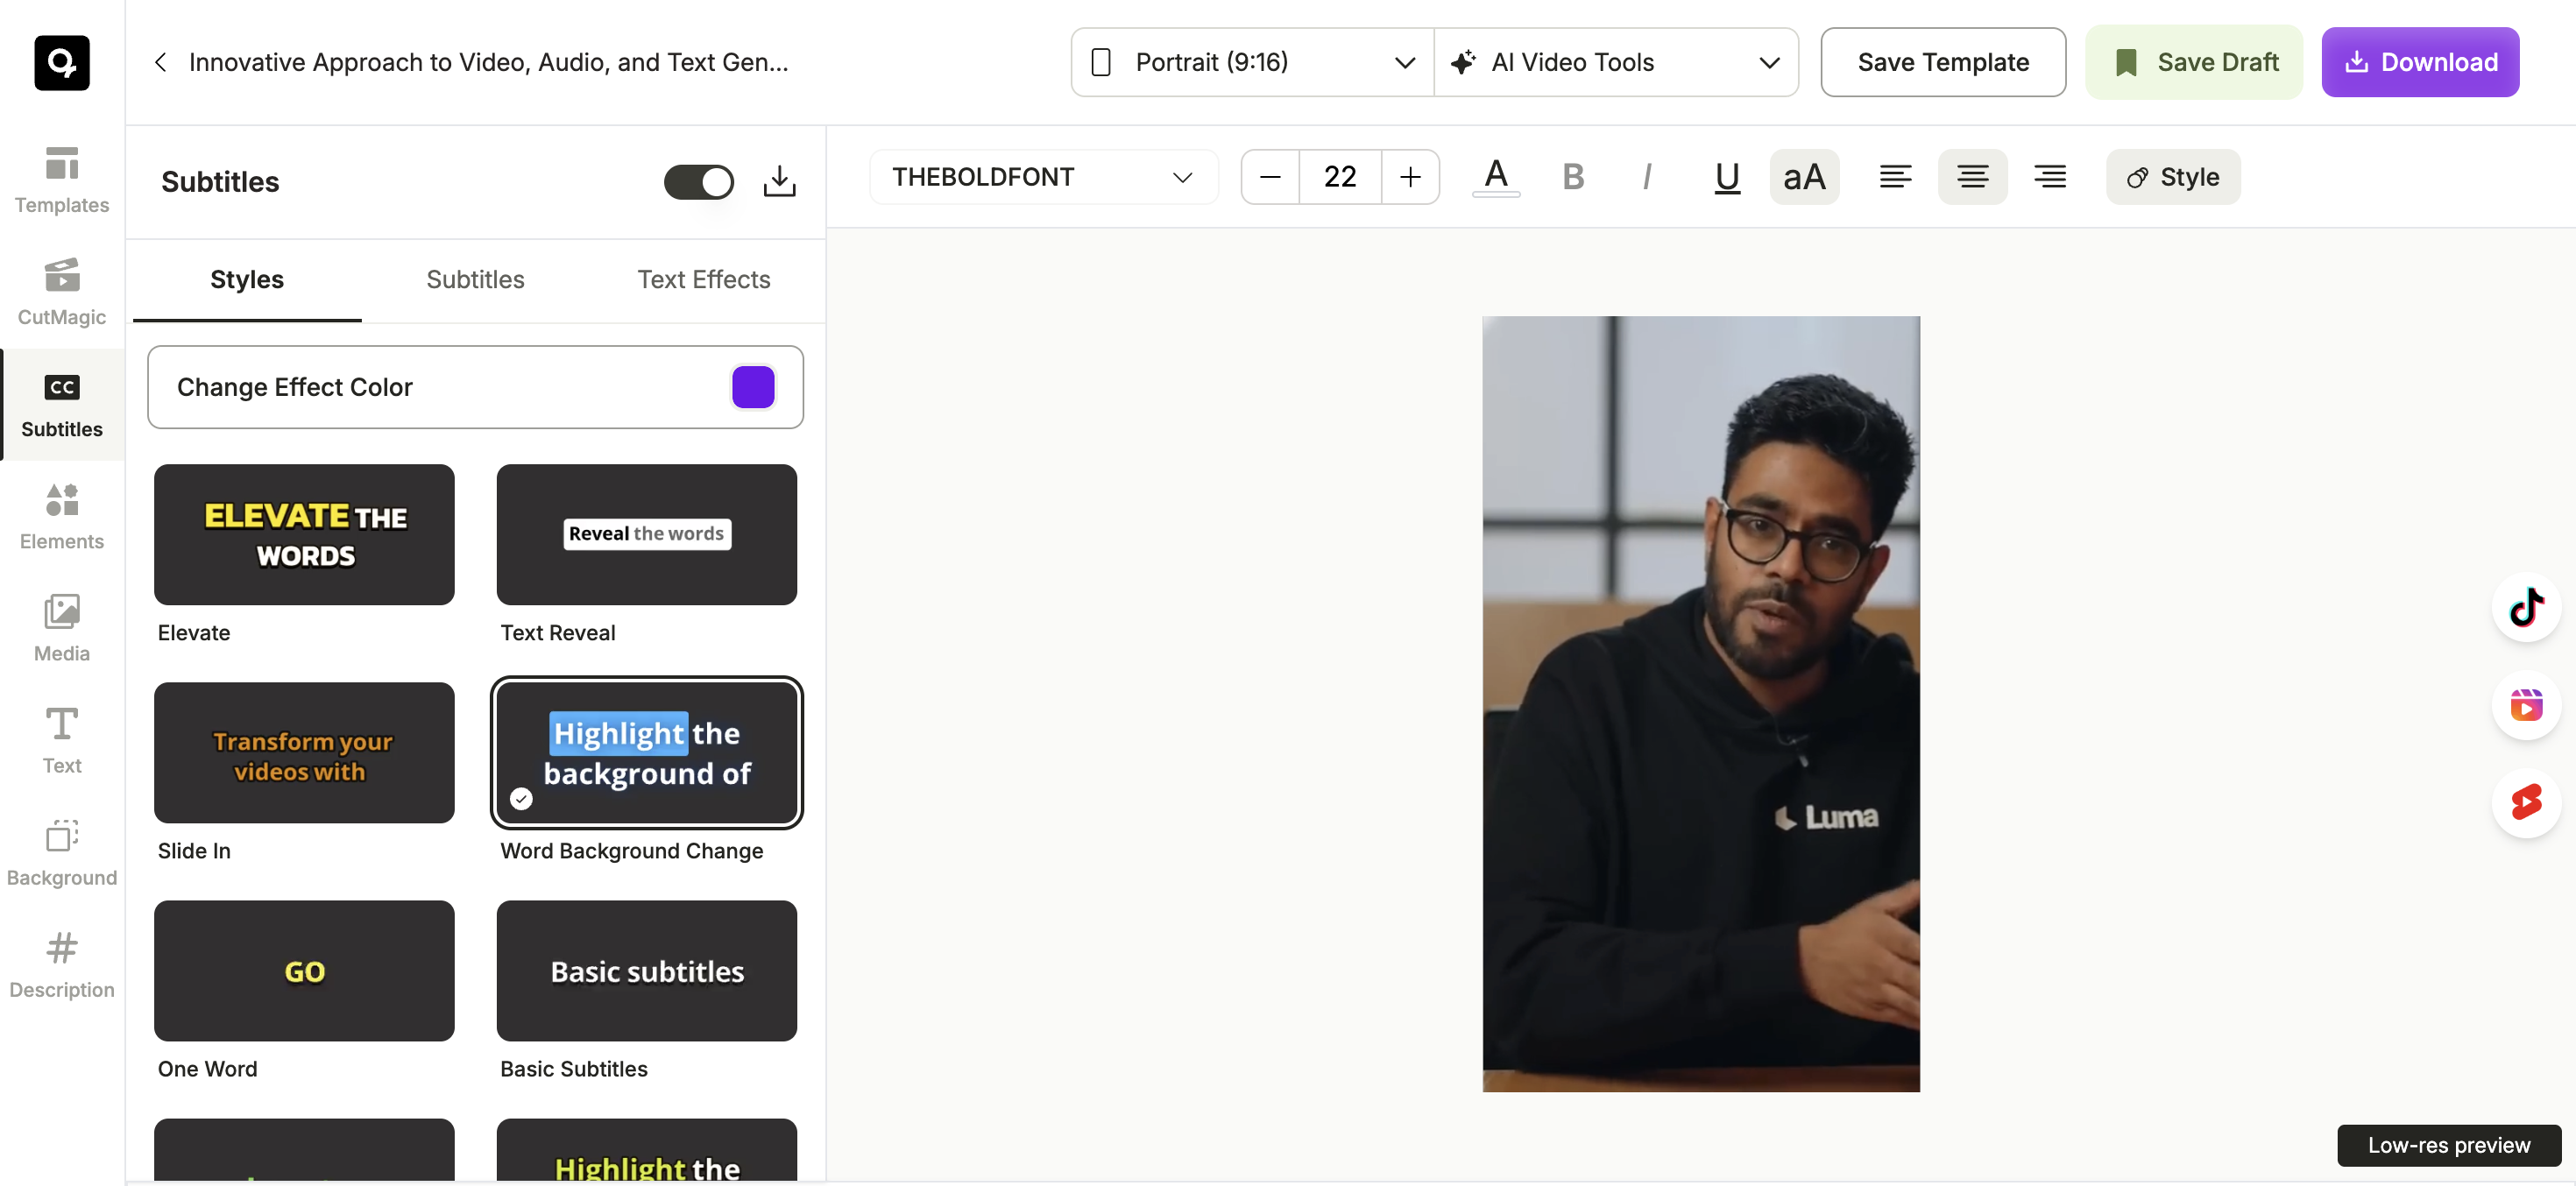 Innovative Approach to Video, Audio, and Text Gen...
Portrait (9:16)
AI Video Tools
Save Template
Save Draft
Download
Templates
CutMagic
CC
Subtitles
Elements
Media
Text
Background
Description
Subtitles
Styles
Subtitles
Text Effects
Change Effect Color
ELEVATE THE
WORDS
Elevate
Reveal the words
Text Reveal
Transform your
videos with
Slide In
Highlight the
background of
Word Background Change
GO
One Word
Basic subtitles
Basic Subtitles
Highlight the
THEBOLDFONT
22
A
B
I
U
aA
Style
Luma
Low-res preview